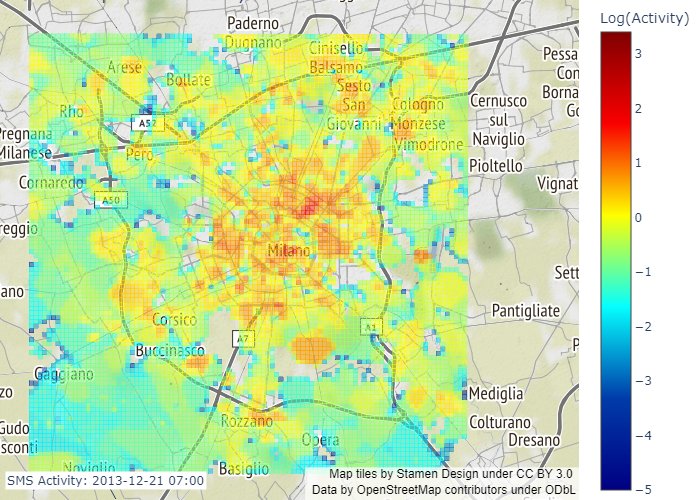 Log(Activity)
3
2
1
0
−1
−2
−3
−4
−5
Paderno
Dugnano
Cinisello
Balsamo
Pessa
Con
Borna
Go
Arese
Bollate
Sesto
San
Giovanni
Cologno
Monzese
Cernusco
sul
Naviglio
Rho
A52
Vimodrone
Pregnana
Milanese
Pero
Pioltello
Cornaredo
Vignat
A50
reggio
Milano
Sett
ano
Pantigliate
Corsico
A7
A1
Buccinasco
P
Gaggiano
zo
Mediglia
Gudo
sconti
Rozzano
Colturano
Dresano
Opera
Noviglio
Basiglio
SMS Activity: 2013-12-21 07:00
Map tiles by Stamen Design under CC BY 3.0
Data by OpenStreetMap contributors under ODbL